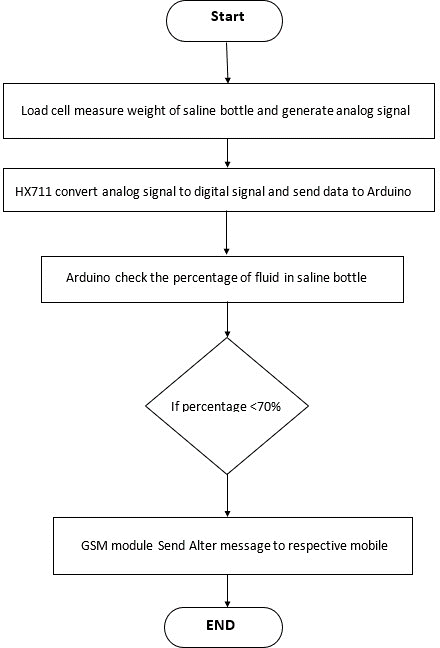 Start
Load cell measure weight of saline bottle and generate analog signal
HX711 convert analog signal to digital signal and send data to Arduino
Arduino check the percentage of fluid in saline bottle
If percentage <70%
GSM module Send Alter message to respective mobile
END